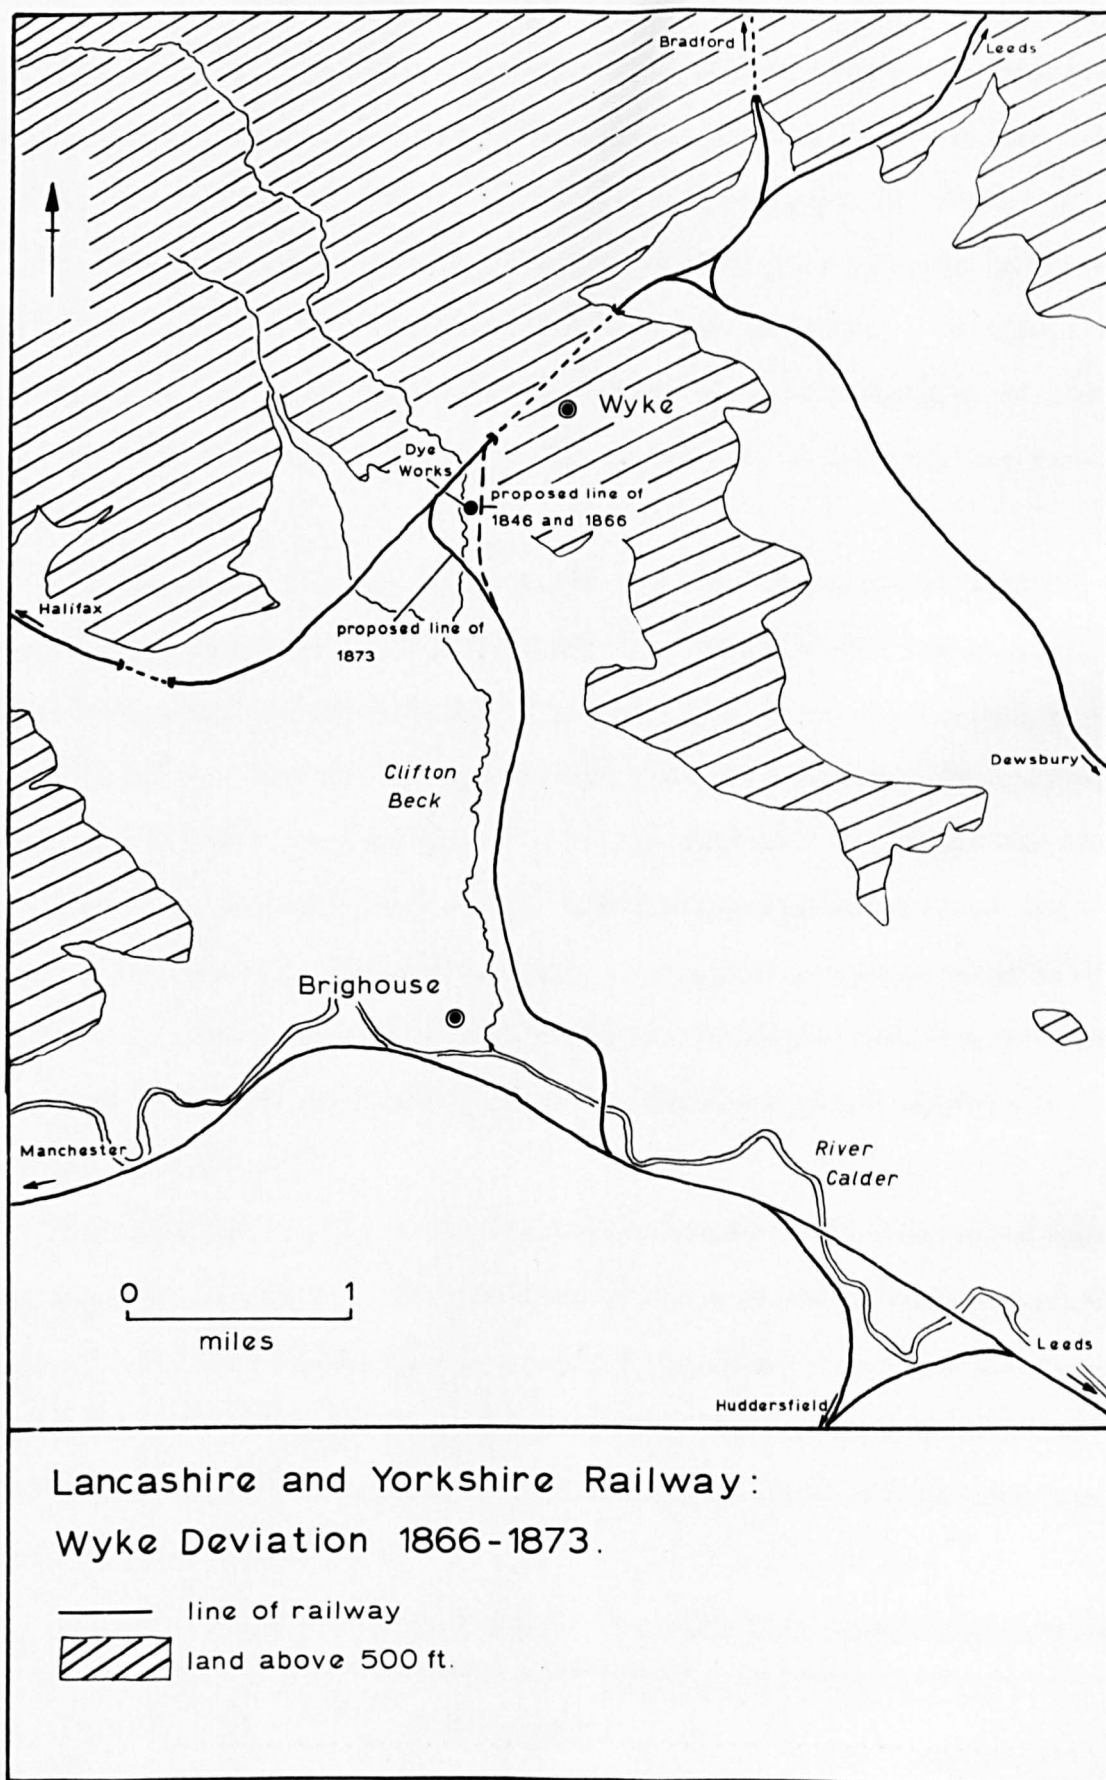 Bradford
Leeds
Wyke
Dye
Works
proposed line of
1846 and 1866
Halifax
proposed line of
1873
Dewsbury
Clifton
Beck
Brighouse
Manchester
River
Calder
0 1
miles
Leeds
Huddersfield
Lancashire and Yorkshire Railway:
Wyke Deviation 1866-1873.
line of railway
land above 500 ft.